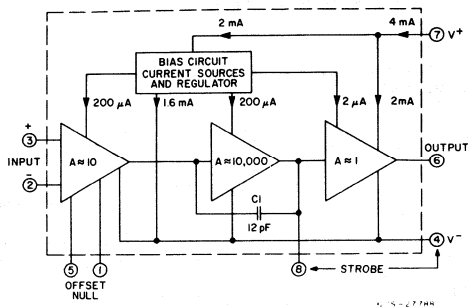 2 mA
4 mA
7 V+
BIAS CIRCUIT
CURRENT SOURCES
AND REGULATOR
200 µA
1.6 mA
200 µA
2 µA
2mA
+
3
INPUT
−
2
A≈10
A≈10,000
A≈1
OUTPUT
6
C1
12 pF
4 V−
5
1
8
STROBE
OFFSET
NULL